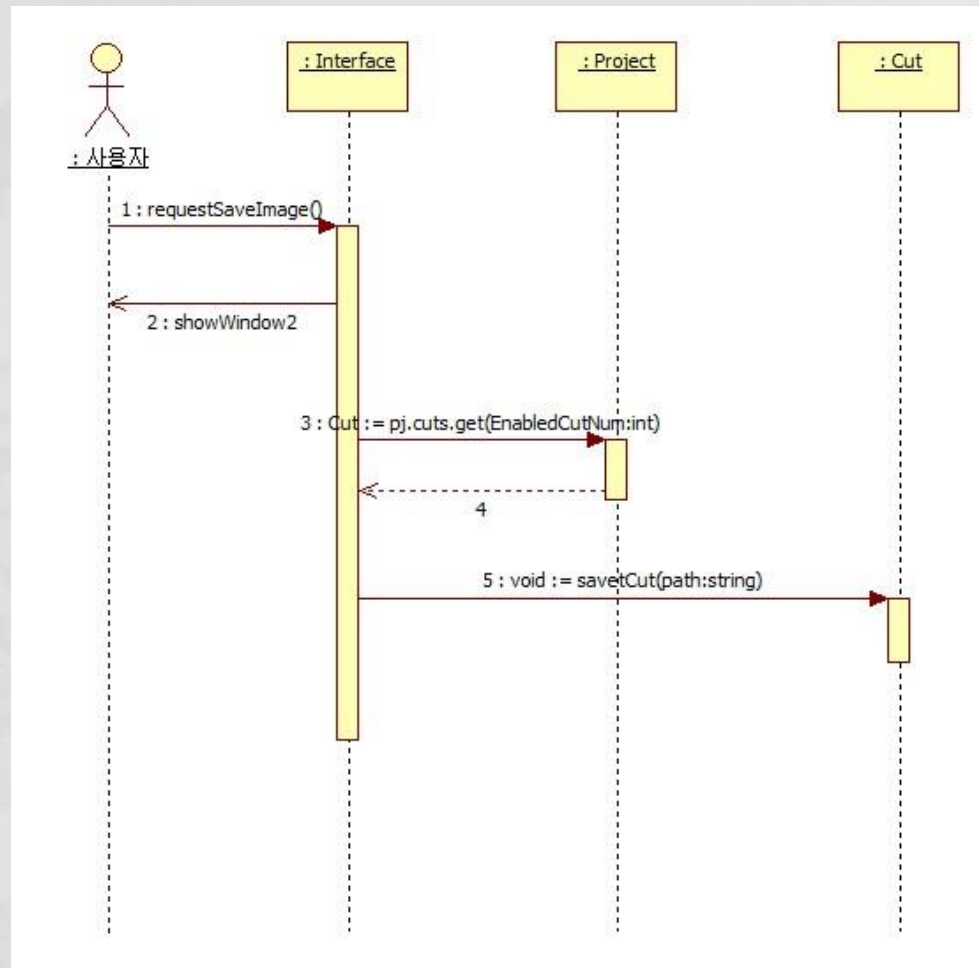 : Interface
: Project
: Cut
: 사용자
1 : requestSaveImage()
2 : showWindow2
3 : Cut := pj.cuts.get(EnabledCutNum:int)
4
5 : void := savetCut(path:string)